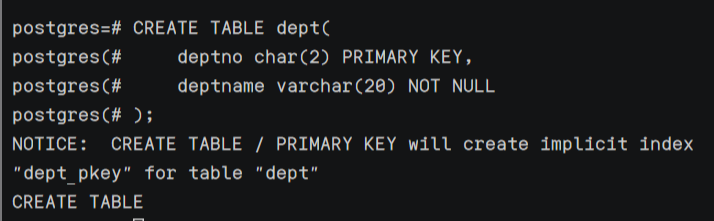 postgres=# CREATE TABLE dept(
postgres(#     deptno char(2) PRIMARY KEY,
postgres(#     deptname varchar(20) NOT NULL
postgres(# );
NOTICE:  CREATE TABLE / PRIMARY KEY will create implicit index
"dept_pkey" for table "dept"
CREATE TABLE